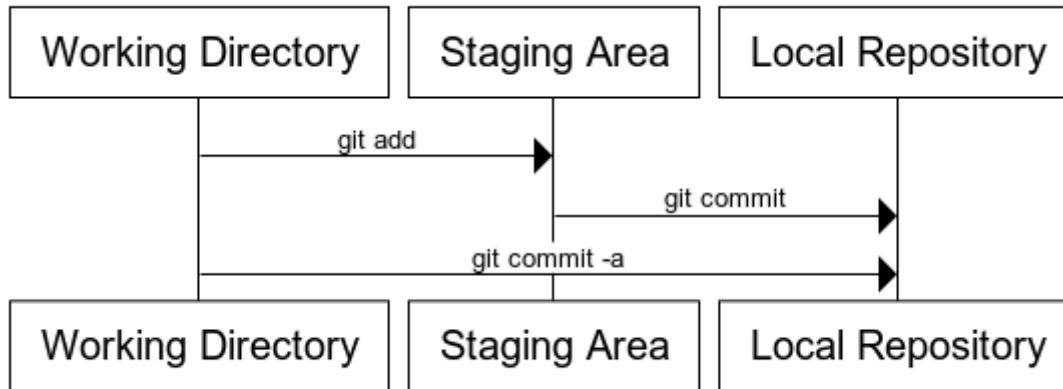 Working Directory
Staging Area
Local Repository
git add
git commit
git commit -a
Working Directory
Staging Area
Local Repository